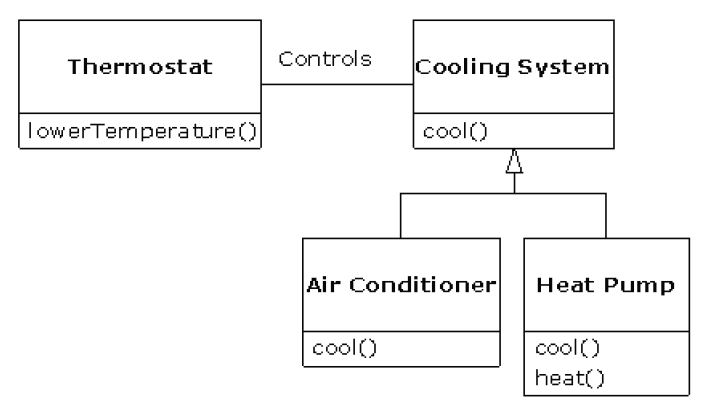 Controls
Thermostat
Cooling System
lowerTemperature()
cool()
Air Conditioner
Heat Pump
cool()
cool()
heat()